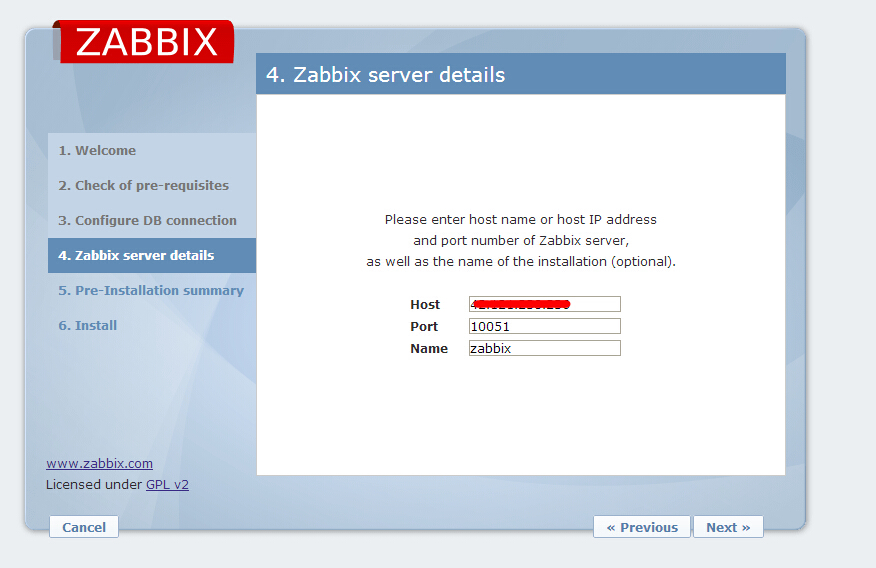 ZABBIX
4. Zabbix server details
1. Welcome
2. Check of pre-requisites
3. Configure DB connection
4. Zabbix server details
5. Pre-Installation summary
6. Install
Please enter host name or host IP address
and port number of Zabbix server,
as well as the name of the installation (optional).
Host
Port 10051
Name zabbix
www.zabbix.com
Licensed under GPL v2
Cancel « Previous Next »